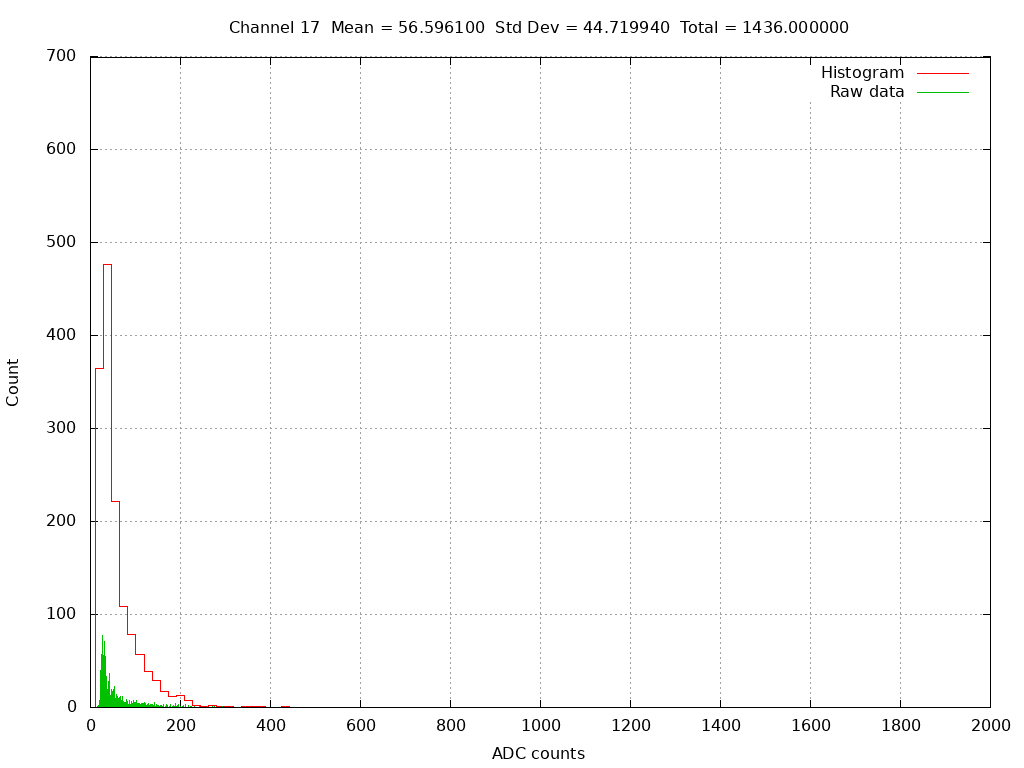 Channel 17  Mean = 56.596100  Std Dev = 44.719940  Total = 1436.000000
700
Histogram
Raw data
600
500
400
Count
300
200
100
0
0 200 400 600 800 1000 1200 1400 1600 1800 2000
ADC counts